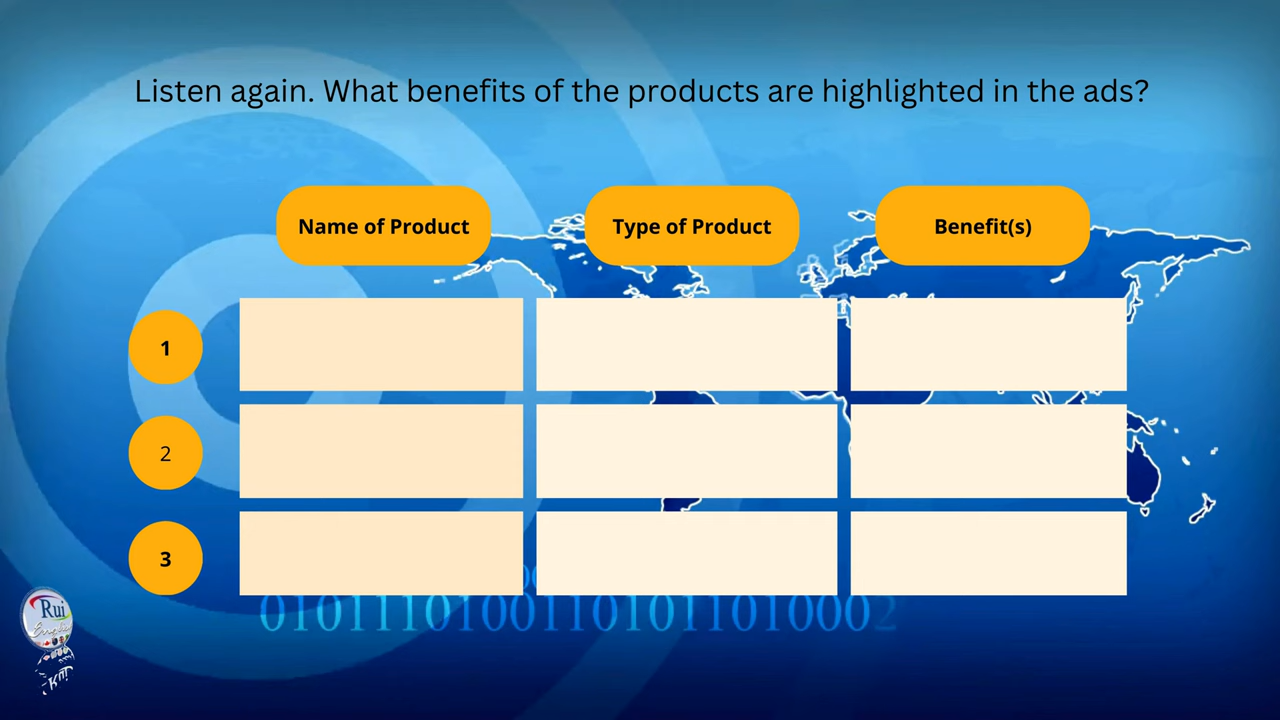 Listen again. What benefits of the products are highlighted in the ads?
Name of Product Type of Product Benefit(s)
1
2
3
Rui